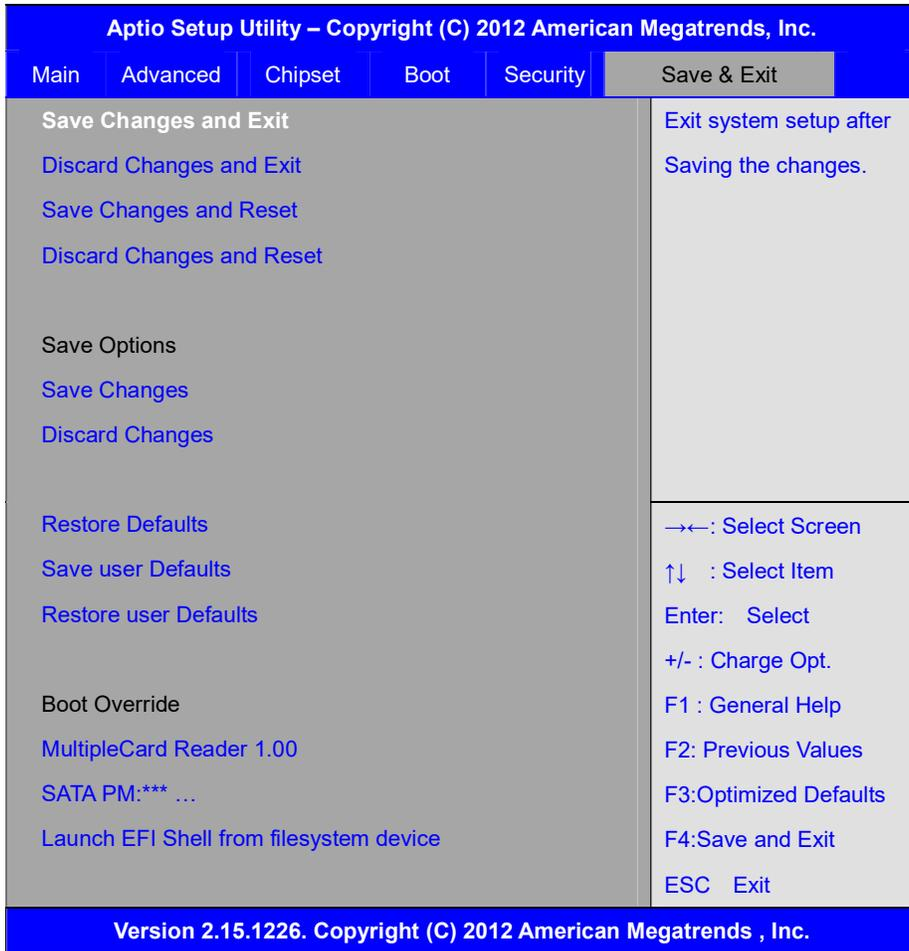 Aptio Setup Utility – Copyright (C) 2012 American Megatrends, Inc.
Main Advanced Chipset Boot Security Save & Exit
Save Changes and Exit
Discard Changes and Exit
Save Changes and Reset
Discard Changes and Reset
Save Options
Save Changes
Discard Changes
Restore Defaults
Save user Defaults
Restore user Defaults
Boot Override
MultipleCard Reader 1.00
SATA PM:*** …
Launch EFI Shell from filesystem device
Exit system setup after
Saving the changes.
→←: Select Screen
↑↓ : Select Item
Enter: Select
+/- : Charge Opt.
F1 : General Help
F2: Previous Values
F3:Optimized Defaults
F4:Save and Exit
ESC Exit
Version 2.15.1226. Copyright (C) 2012 American Megatrends , Inc.